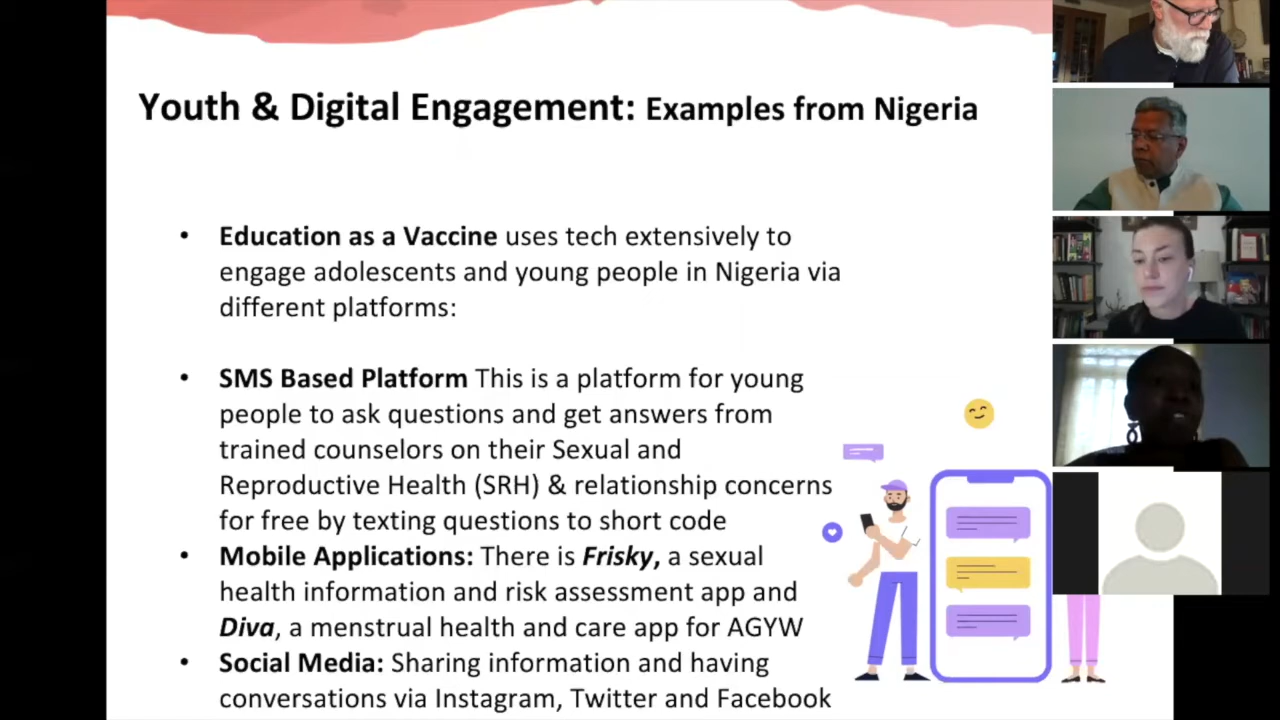 Youth & Digital Engagement: Examples from Nigeria
• Education as a Vaccine uses tech extensively to
engage adolescents and young people in Nigeria via
different platforms:
• SMS Based Platform This is a platform for young
people to ask questions and get answers from
trained counselors on their Sexual and
Reproductive Health (SRH) & relationship concerns
for free by texting questions to short code
• Mobile Applications: There is Frisky, a sexual
health information and risk assessment app and
Diva, a menstrual health and care app for AGYW
• Social Media: Sharing information and having
conversations via Instagram, Twitter and Facebook